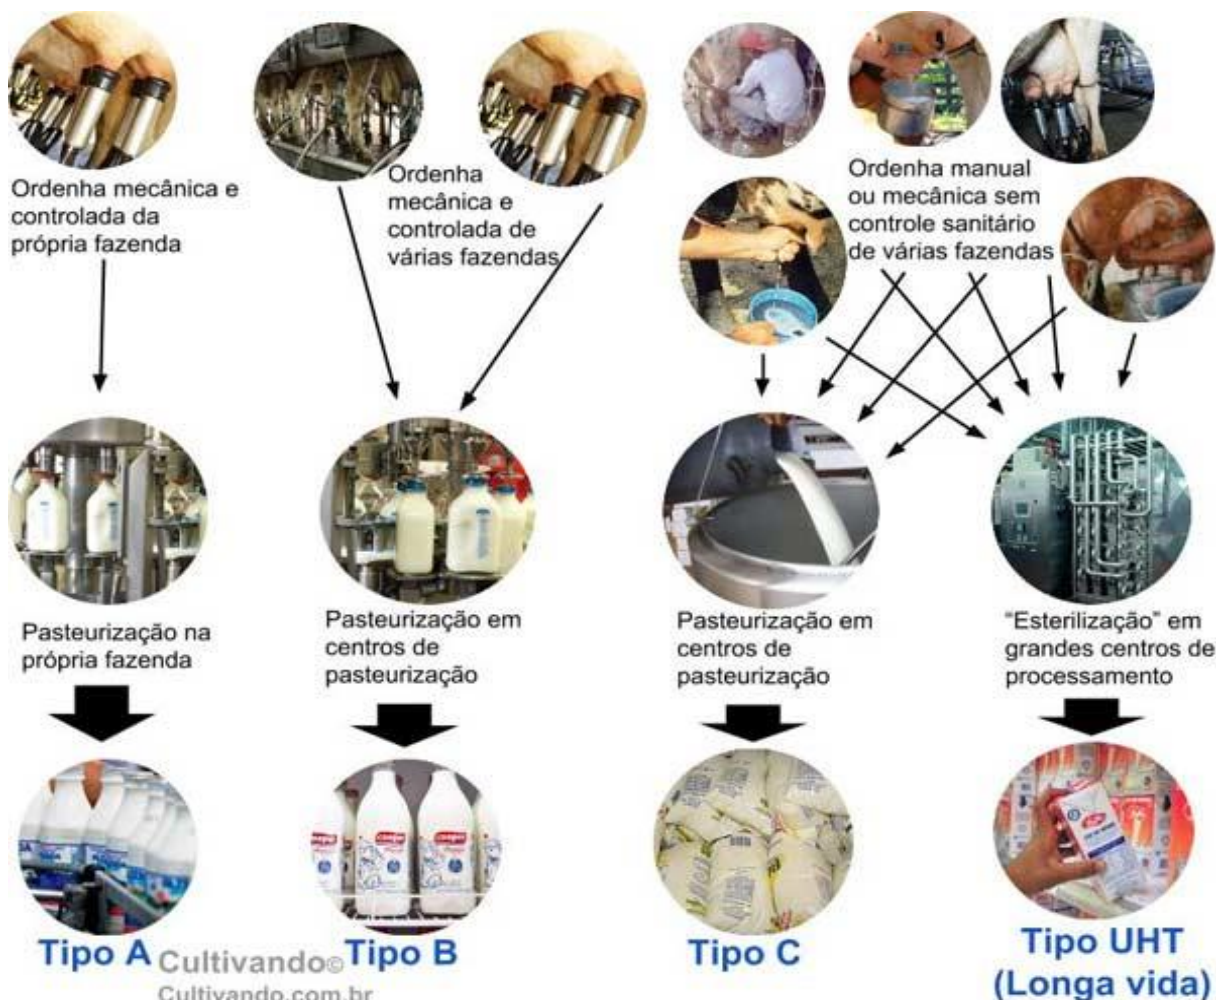 Ordenha mecânica e
controlada da
própria fazenda
Ordenha
mecânica e
controlada de
várias fazendas
Ordenha manual
ou mecânica sem
controle sanitário
de várias fazendas
Pasteurização na
própria fazenda
Pasteurização em
centros de
pasteurização
Pasteurização em
centros de
pasteurização
“Esterilização” em
grandes centros de
processamento
Tipo A
Tipo B
Tipo C
Tipo UHT
(Longa vida)
Cultivando©
Cultivando.com.br